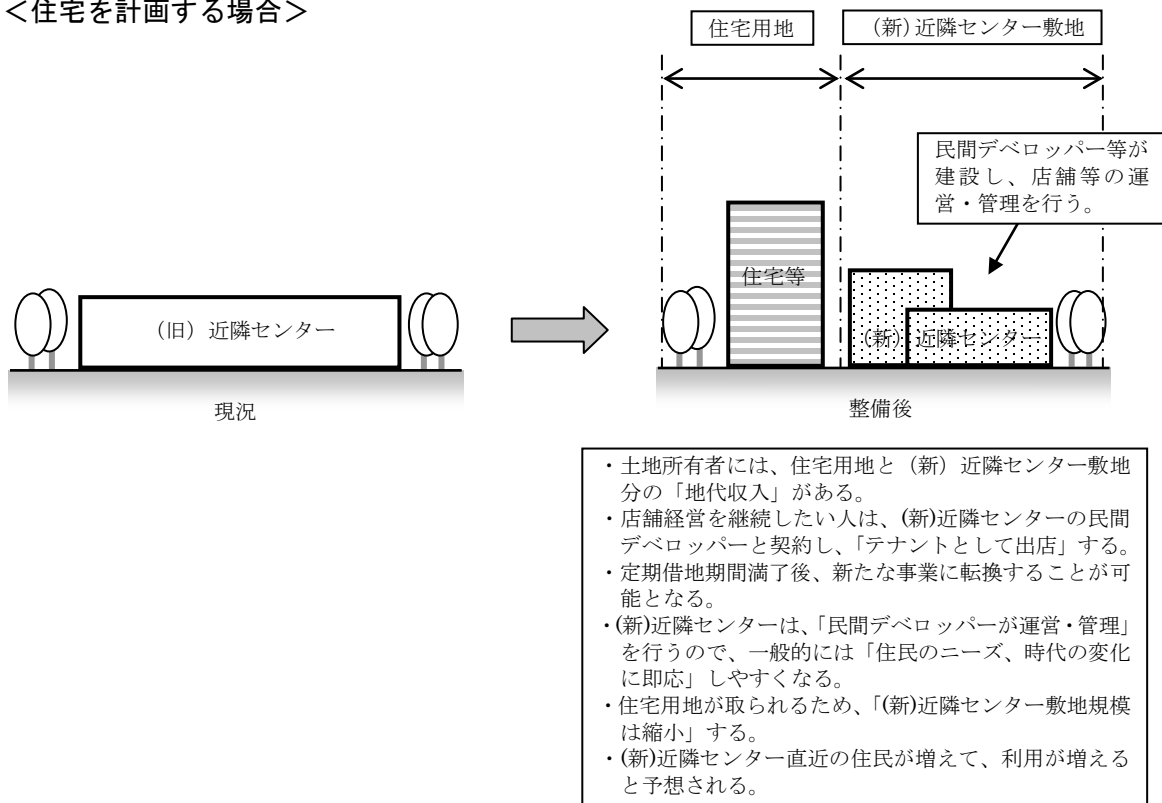 ＜住宅を計画する場合＞
住宅用地
（新）近隣センター敷地
民間デベロッパー等が
建設し、店舗等の運
営・管理を行う。
住宅等
（旧）近隣センター
（新）近隣センター
現況
整備後
・土地所有者には、住宅用地と（新）近隣センター敷地
分の「地代収入」がある。
・店舗経営を継続したい人は、(新)近隣センターの民間
デベロッパーと契約し、「テナントとして出店」する。
・定期借地期間満了後、新たな事業に転換することが可
能となる。
・(新)近隣センターは、「民間デベロッパーが運営・管理」
を行うので、一般的には「住民のニーズ、時代の変化
に即応」しやすくなる。
・住宅用地が取られるため、「(新)近隣センター敷地規模
は縮小」する。
・(新)近隣センター直近の住民が増えて、利用が増える
と予想される。